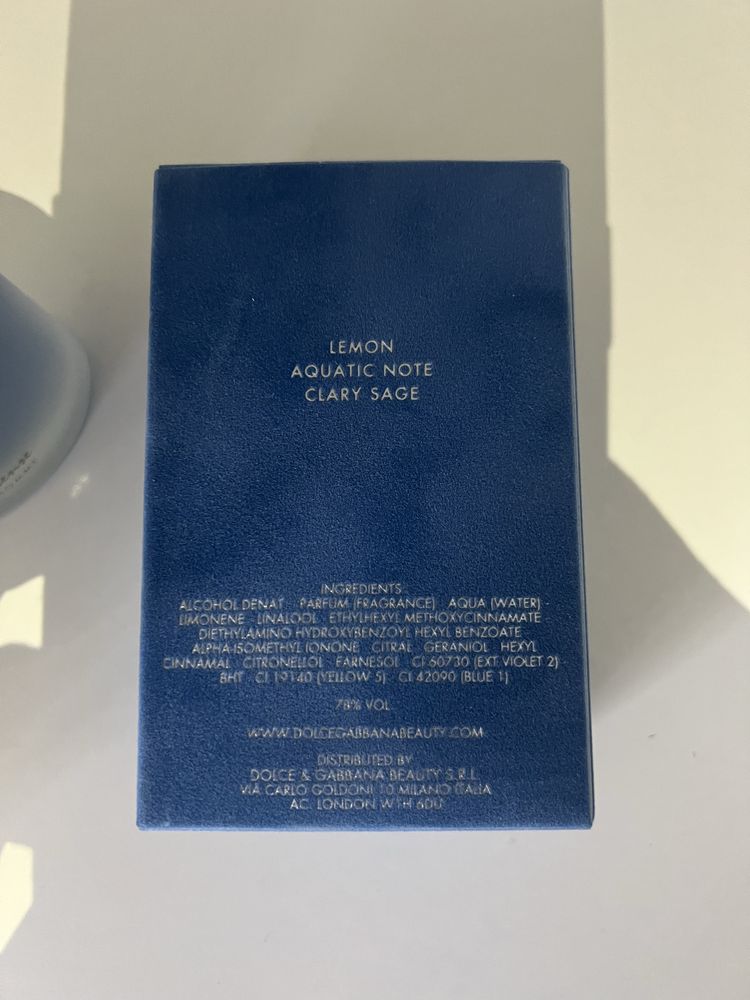 LEMON
AQUATIC NOTE
CLARY SAGE
INGREDIENTS:
ALCOHOL DENAT · PARFUM (FRAGRANCE) · AQUA (WATER) ·
LIMONENE · LINALOOL · ETHYLHEXYL METHOXYCINNAMATE ·
DIETHYLAMINO HYDROXYBENZOYL HEXYL BENZOATE ·
ALPHA-ISOMETHYL IONONE · CITRAL · GERANIOL · HEXYL
CINNAMAL · CITRONELLOL · FARNESOL · CI 60730 (EXT. VIOLET 2) ·
BHT · CI 19140 (YELLOW 5) · CI 42090 (BLUE 1)
78% VOL.
WWW.DOLCEGABBANABEAUTY.COM
DISTRIBUTED BY
DOLCE & GABBANA BEAUTY S.R.L.
VIA CARLO GOLDONI 10 MILANO ITALIA
AC. LONDON W1H 6DU